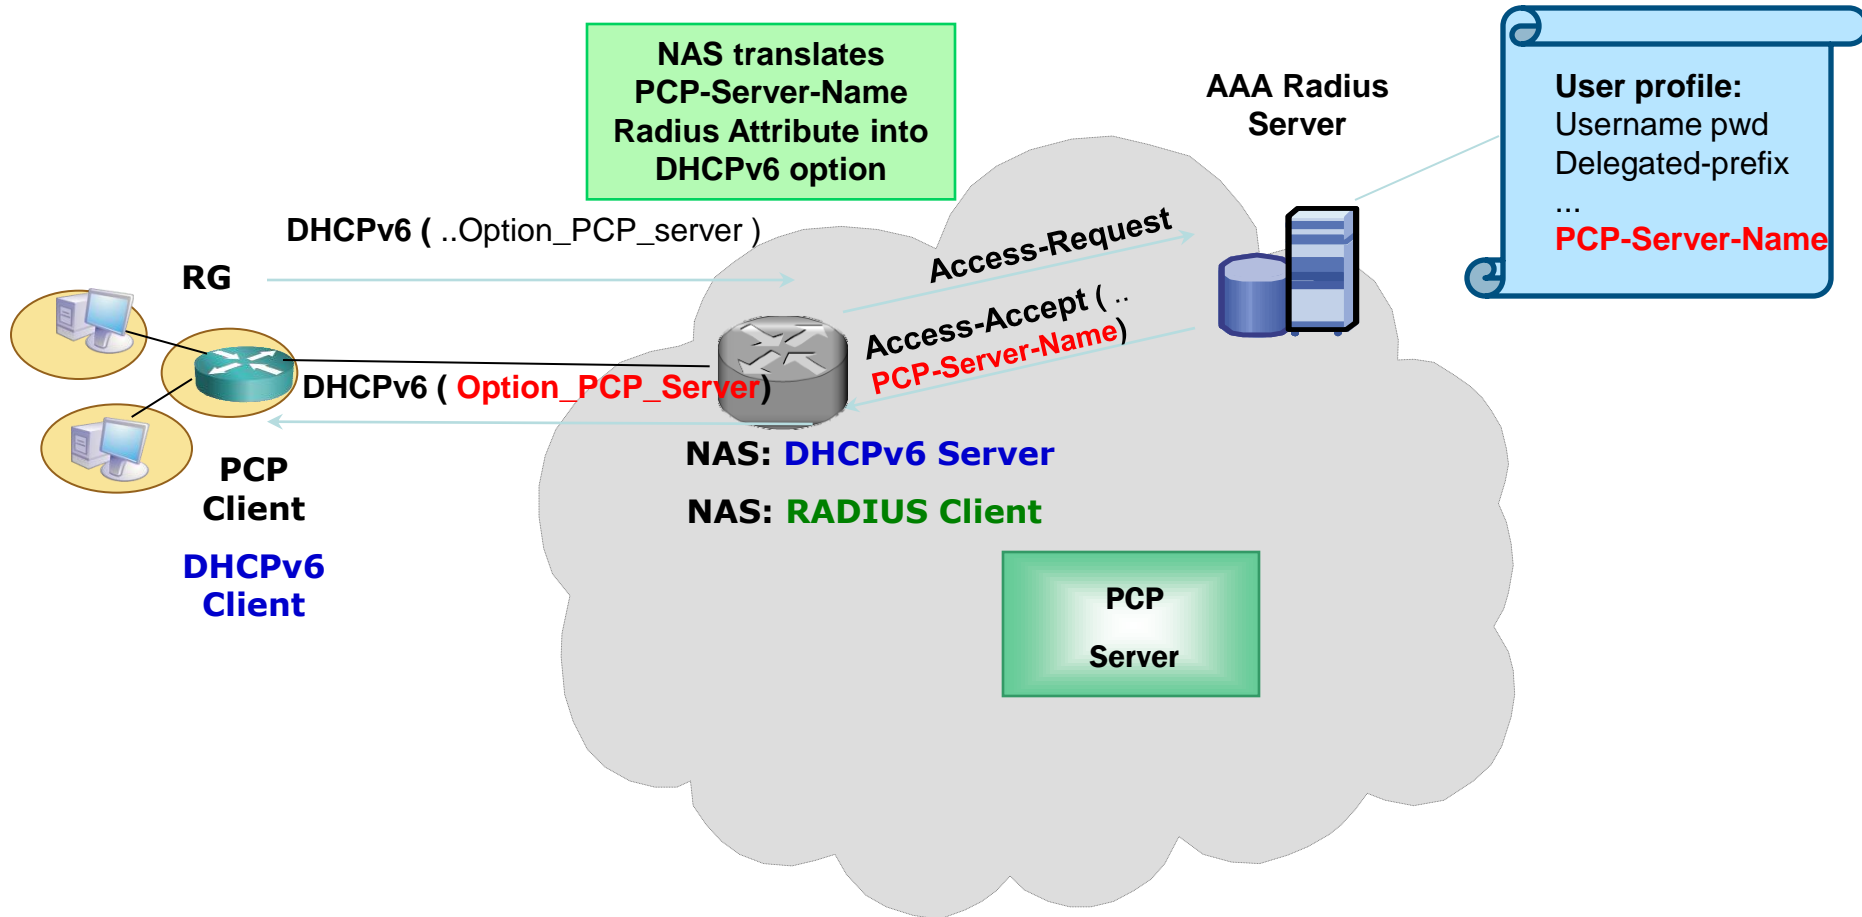 NAS translates
PCP-Server-Name
Radius Attribute into
DHCPv6 option
AAA Radius
Server
User profile:
Username pwd
Delegated-prefix
...
PCP-Server-Name
DHCPv6 ( ..Option_PCP_server )
RG
Access-Request
Access-Accept ( ..
PCP-Server-Name)
DHCPv6 ( Option_PCP_Server)
NAS: DHCPv6 Server
NAS: RADIUS Client
PCP
Client
DHCPv6
Client
PCP
Server